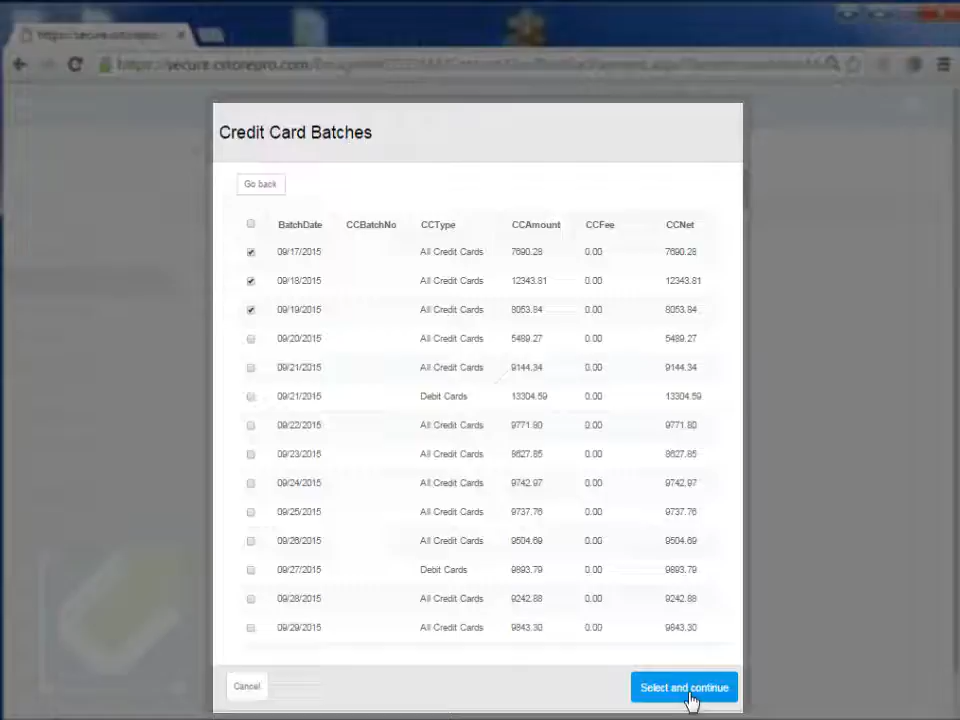 https://secure.cstorepro.
https://secure.cstorepro.com/
Credit Card Batches
Go back
BatchDate CCBatchNo CCType CCAmount CCFee CCNet
09/17/2015 All Credit Cards 7690.28 0.00 7690.28
09/18/2015 All Credit Cards 12343.81 0.00 12343.81
09/19/2015 All Credit Cards 8053.84 0.00 8053.84
09/20/2015 All Credit Cards 5489.27 0.00 5489.27
09/21/2015 All Credit Cards 9144.34 0.00 9144.34
09/21/2015 Debit Cards 13304.59 0.00 13304.59
09/22/2015 All Credit Cards 9771.80 0.00 9771.80
09/23/2015 All Credit Cards 8627.85 0.00 8627.85
09/24/2015 All Credit Cards 9742.97 0.00 9742.97
09/25/2015 All Credit Cards 9737.76 0.00 9737.76
09/26/2015 All Credit Cards 9504.69 0.00 9504.69
09/27/2015 Debit Cards 9893.79 0.00 9893.79
09/28/2015 All Credit Cards 9242.88 0.00 9242.88
09/29/2015 All Credit Cards 9843.30 0.00 9843.30
Cancel Select and continue